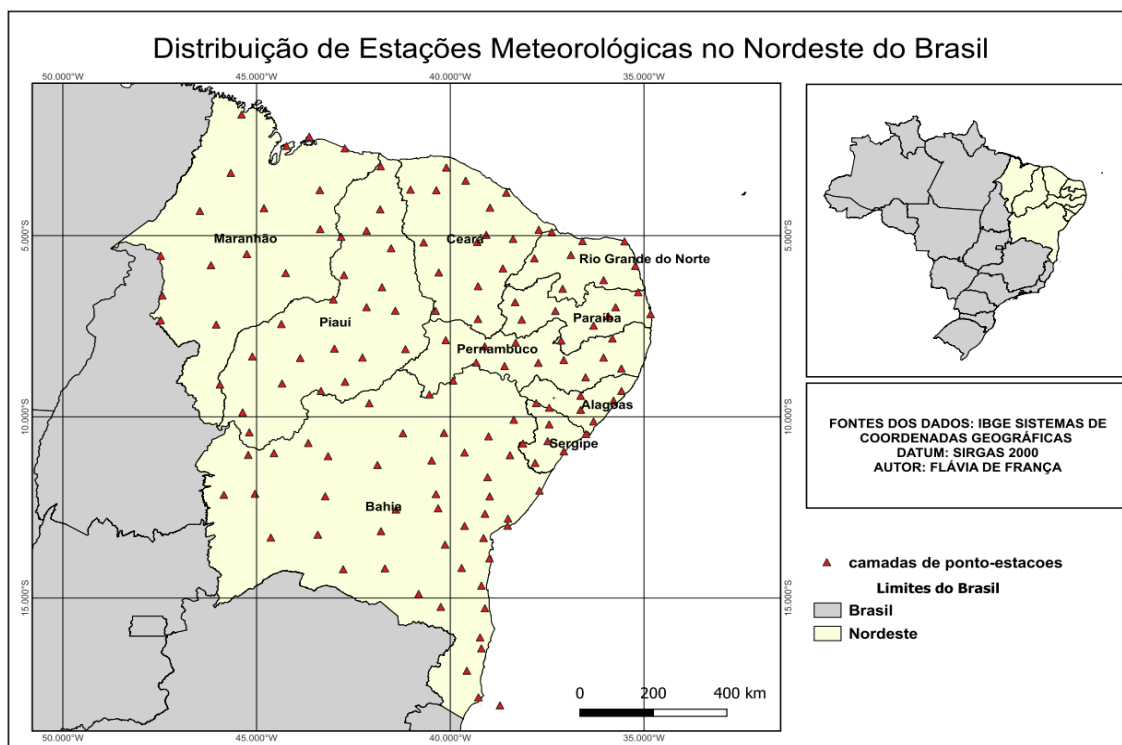 Distribuição de Estações Meteorológicas no Nordeste do Brasil
50.000°W 45.000°W 40.000°W 35.000°W
5.000°S 5.000°S
10.000°S 10.000°S
15.000°S 15.000°S
Maranhão
Ceará
Rio Grande do Norte
Piauí
Paraíba
Pernambuco
Alagoas
Sergipe
Bahia
0 200 400 km
50.000°W 45.000°W 40.000°W 35.000°W
FONTES DOS DADOS: IBGE SISTEMAS DE
COORDENADAS GEOGRÁFICAS
DATUM: SIRGAS 2000
AUTOR: FLÁVIA DE FRANÇA
camadas de ponto-estacoes
Limites do Brasil
Brasil
Nordeste